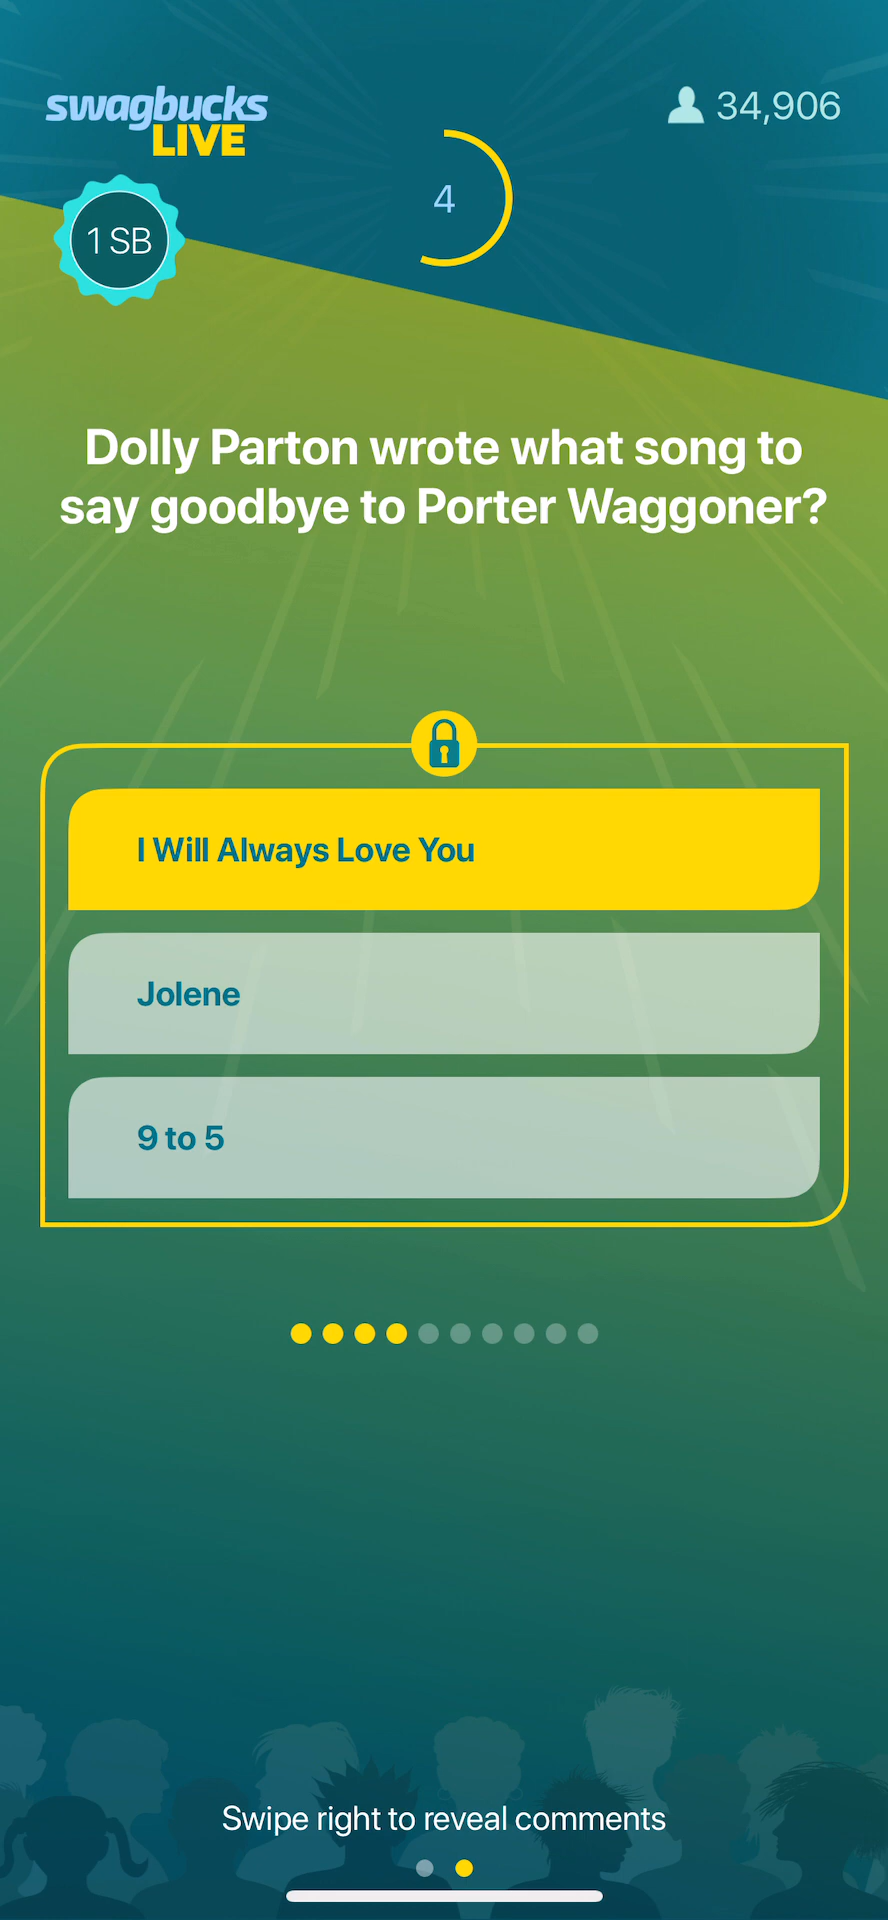 swagbucks
LIVE
34,906
4
1 SB
Dolly Parton wrote what song to
say goodbye to Porter Waggoner?
I Will Always Love You
Jolene
9 to 5
Swipe right to reveal comments